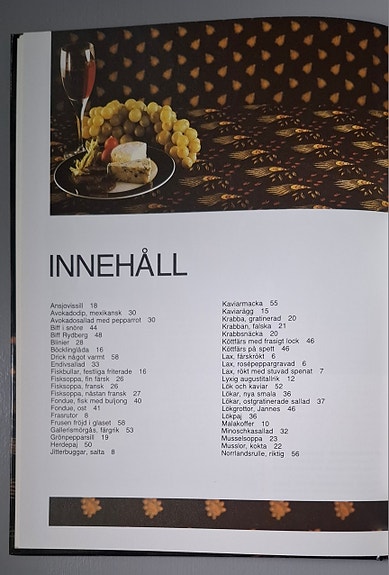 INNEHÅLL
Ansjovissill 18
Avokadodip, mexikansk 30
Avokadosallad med pepparrot 30
Biff i snöre 44
Biff Rydberg 48
Blinier 28
Böcklinglåda 16
Drick något varmt 58
Endivsallad 33
Fiskbullar, festliga friterade 16
Fisksoppa, fin färsk 26
Fisksoppa, fransk 26
Fisksoppa, nästan fransk 27
Fondue, fisk med buljong 40
Fondue, ost 41
Frasrutor 8
Frusen fröjd i glaset 58
Gallerismörgås, färgrik 53
Grönpepparsill 19
Herdepaj 50
Jitterbuggar, salta 8
Kaviarmacka 55
Kaviarägg 15
Krabba, gratinerad 20
Krabban, falska 21
Krabbsnäcka 20
Köttfärs med frasigt lock 46
Köttfärs på spett 46
Lax, färskrökt 6
Lax, rosépeppargravad 6
Lax, rökt med stuvad spenat 7
Lyxig augustitallrik 12
Lök och kaviar 52
Lökar, nya smala 36
Lökar, ostgratinerade sallad 37
Lökgrottor, Jannes 46
Lökpaj 36
Malakoffer 10
Minoschkasallad 32
Musselsoppa 23
Musslor, kokta 22
Norrlandsrulle, riktig 56